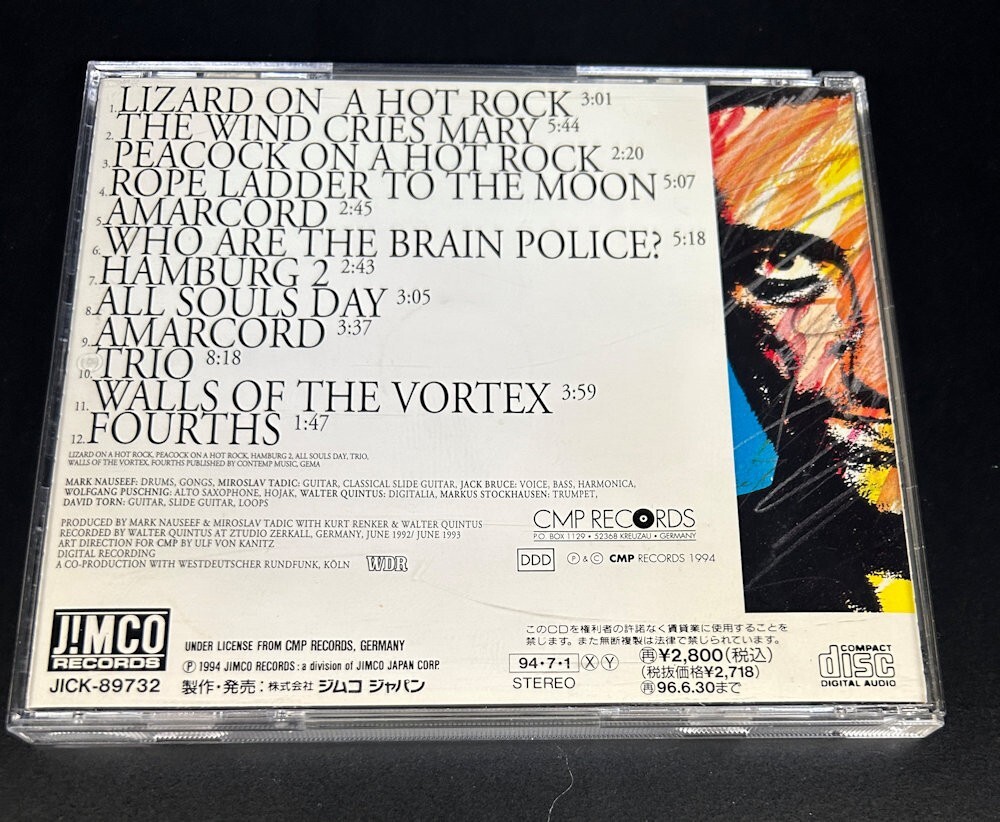 1. LIZARD ON A HOT ROCK 3:01
2. THE WIND CRIES MARY 5:44
3. PEACOCK ON A HOT ROCK 2:20
4. ROPE LADDER TO THE MOON 5:07
5. AMARCORD 2:45
6. WHO ARE THE BRAIN POLICE? 5:18
7. HAMBURG 2 2:43
8. ALL SOULS DAY 3:05
9. AMARCORD 3:37
10. TRIO 8:18
11. WALLS OF THE VORTEX 3:59
12. FOURTHS 1:47
LIZARD ON A HOT ROCK, PEACOCK ON A HOT ROCK, HAMBURG 2, ALL SOULS DAY, TRIO,
WALLS OF THE VORTEX, FOURTHS PUBLISHED BY CONTEMP MUSIC, GEMA
MARK NAUSEEF: DRUMS, GONGS, MIROSLAV TADIC: GUITAR, CLASSICAL SLIDE GUITAR, JACK BRUCE: VOICE, BASS, HARMONICA,
WOLFGANG PUSCHNIG: ALTO SAXOPHONE, HOJAK, WALTER QUINTUS: DIGITALIA, MARKUS STOCKHAUSEN: TRUMPET,
DAVID TORN: GUITAR, SLIDE GUITAR, LOOPS
PRODUCED BY MARK NAUSEEF & MIROSLAV TADIC WITH KURT RENKER & WALTER QUINTUS
RECORDED BY WALTER QUINTUS AT ZTUDIO ZERKALL, GERMANY, JUNE 1992/ JUNE 1993
ART DIRECTION FOR CMP BY ULF VON KANITZ
DIGITAL RECORDING
A CO-PRODUCTION WITH WESTDEUTSCHER RUNDFUNK, KÖLN WDR
CMP RECORDS
P.O. BOX 1129 • 52368 KREUZAU • GERMANY
DDD Ⓟ & © CMP RECORDS 1994
J!MCO
RECORDS
JICK-89732
UNDER LICENSE FROM CMP RECORDS, GERMANY
Ⓟ 1994 JIMCO RECORDS : a division of JIMCO JAPAN CORP.
製作・発売：株式会社 ジムコ ジャパン
このCDを権利者の許諾なく賃貸業に使用することを
禁じます。また無断複製は法律で禁じられています。
94・7・1 Ⓧ Ⓨ
STEREO
㊢¥2,800(税込)
(税抜価格¥2,718)
㊢96.6.30まで
COMPACT
disc
DIGITAL AUDIO